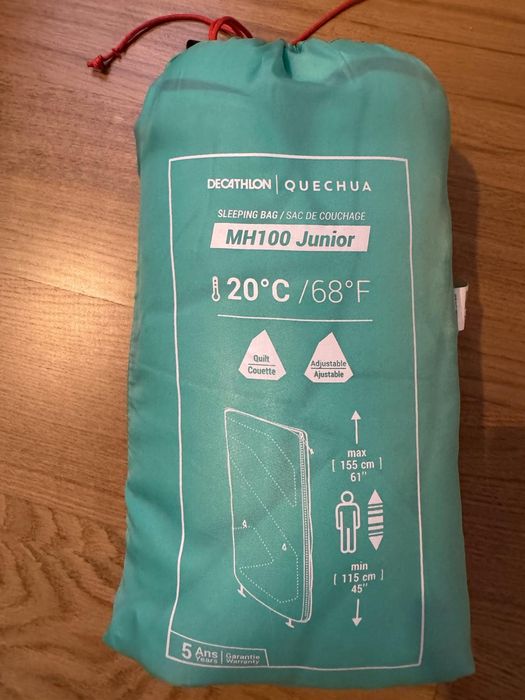 DECATHLON | QUECHUA
SLEEPING BAG / SAC DE COUCHAGE
MH100 Junior
20°C /68°F
Quilt
Couette
Adjustable
Ajustable
max
[ 155 cm ]
61"
min
[ 115 cm ]
45"
5 Ans Garantie
Years Warranty